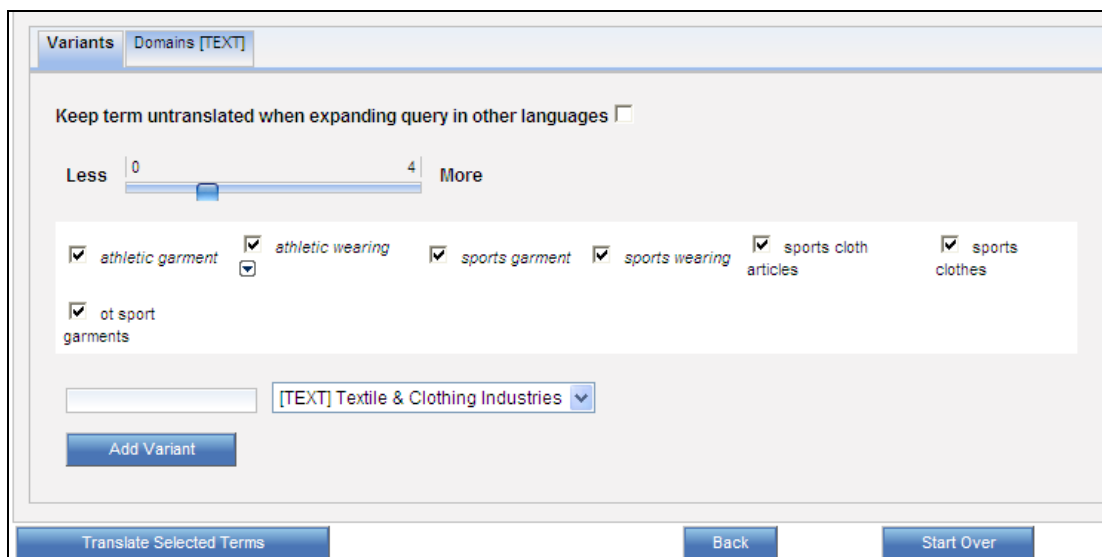 Variants Domains [TEXT]
Keep term untranslated when expanding query in other languages
0 4
Less More
athletic garment athletic wearing sports garment sports wearing sports cloth articles sports clothes
ot sport garments
[TEXT] Textile & Clothing Industries
Add Variant
Translate Selected Terms Back Start Over